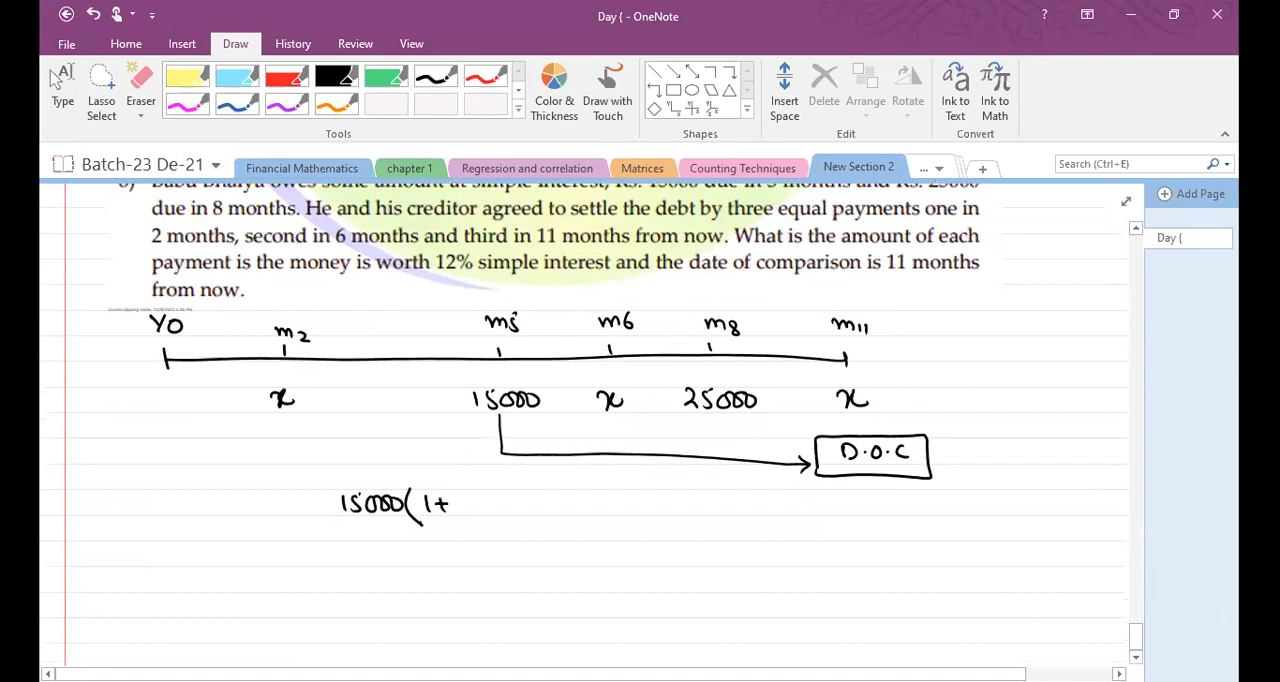 Day { - OneNote
?
File Home Insert Draw History Review View
Type Lasso Select Eraser Color & Thickness Draw with Touch Insert Space Delete Arrange Rotate Ink to Text Ink to Math
Tools Shapes Edit Convert
Batch-23 De-21 Financial Mathematics chapter 1 Regression and correlation Matrices Counting Techniques New Section 2 ... Search (Ctrl+E)
Add Page
Day {
due in 8 months. He and his creditor agreed to settle the debt by three equal payments one in
2 months, second in 6 months and third in 11 months from now. What is the amount of each
payment is the money is worth 12% simple interest and the date of comparison is 11 months
from now.
Y0 m2 m5 m6 m8 m11
x 15000 x 25000 x
D.O.C
15000(1+